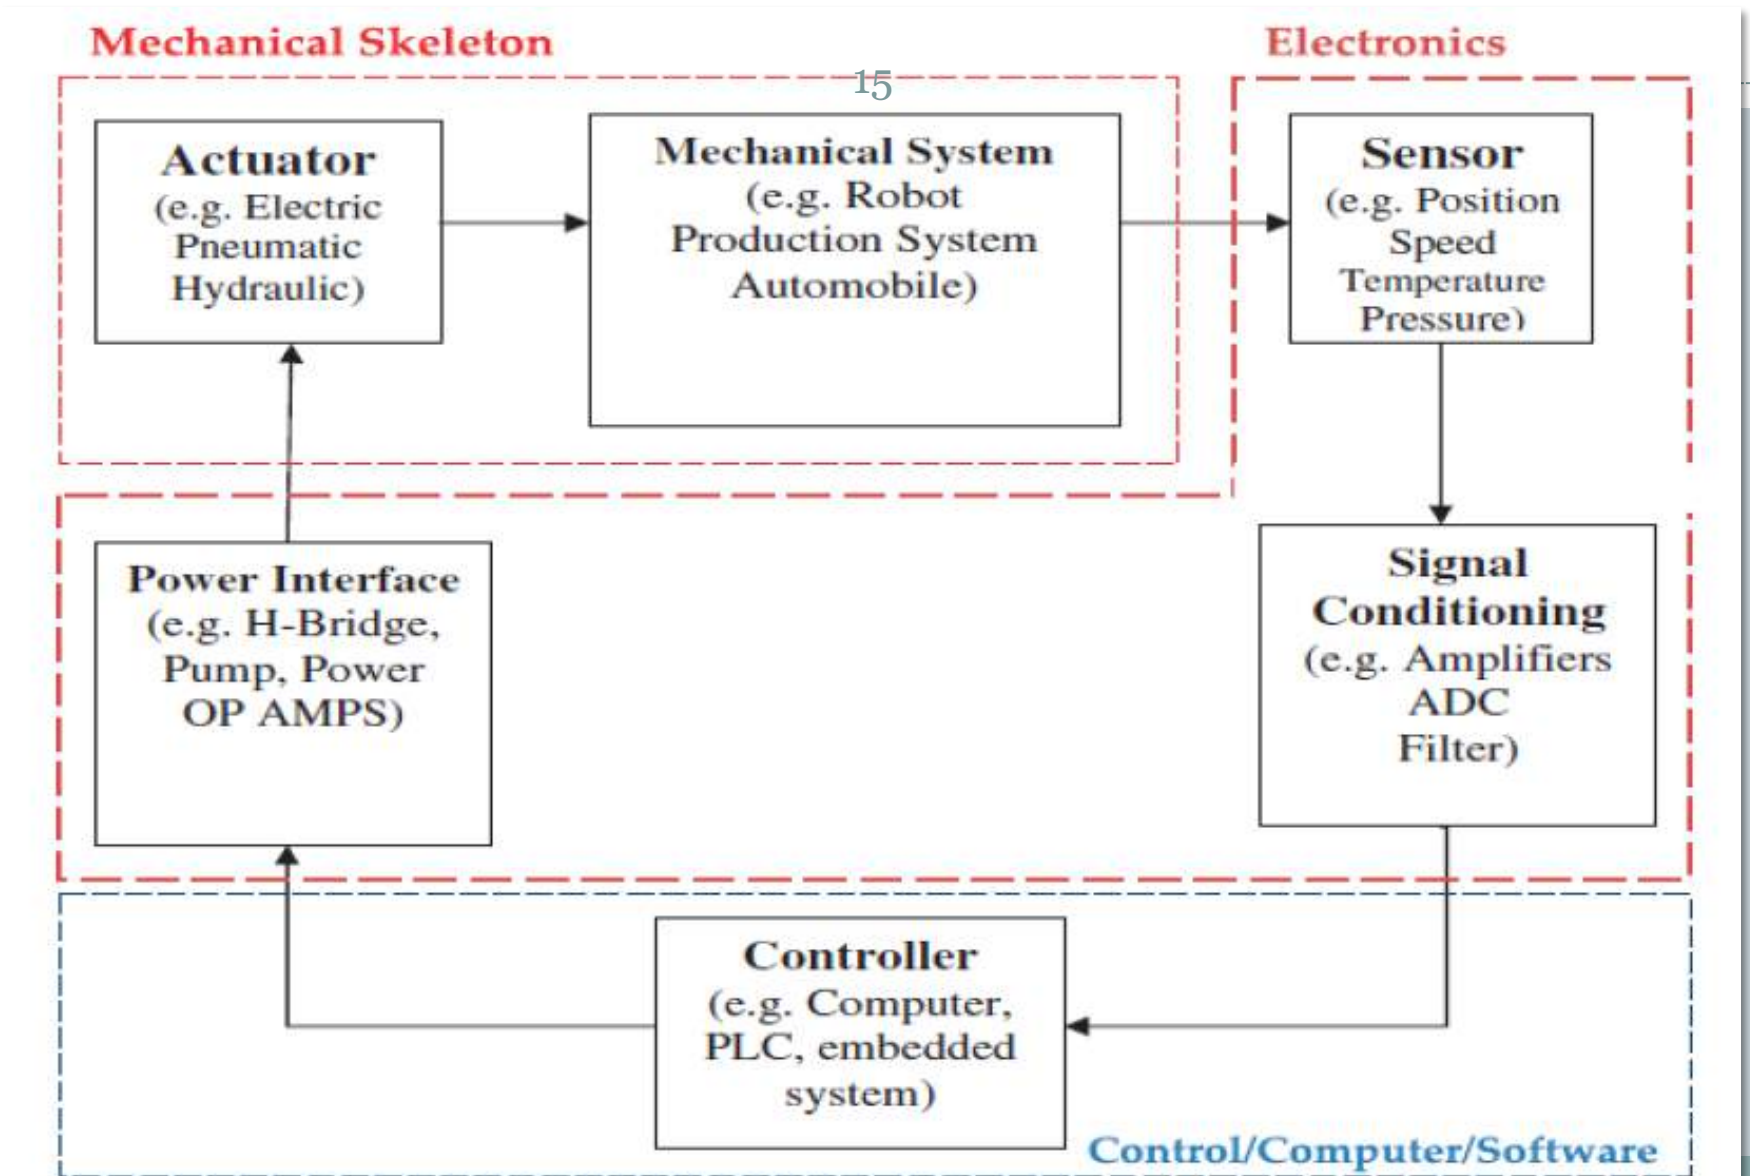 Mechanical Skeleton
Electronics
15
Actuator
(e.g. Electric
Pneumatic
Hydraulic)
Mechanical System
(e.g. Robot
Production System
Automobile)
Sensor
(e.g. Position
Speed
Temperature
Pressure)
Power Interface
(e.g. H-Bridge,
Pump, Power
OP AMPS)
Signal
Conditioning
(e.g. Amplifiers
ADC
Filter)
Controller
(e.g. Computer,
PLC, embedded
system)
Control/Computer/Software